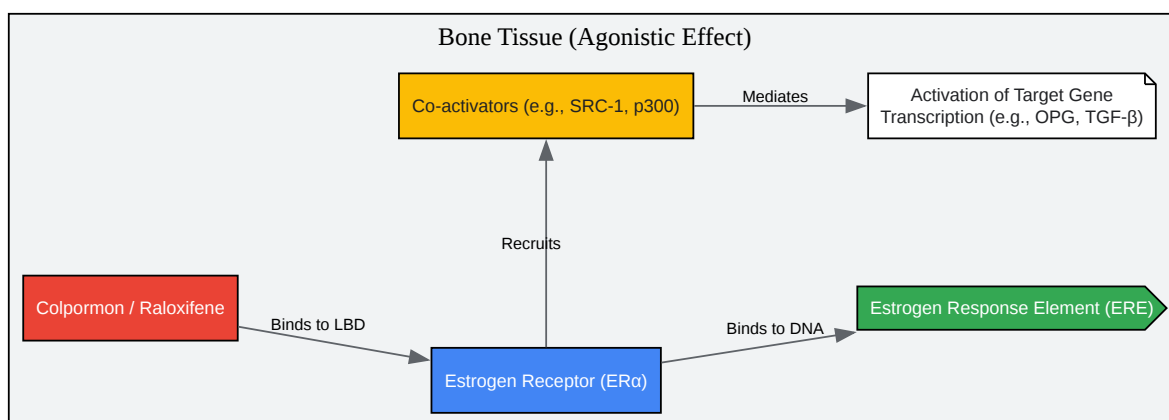 Bone Tissue (Agonistic Effect)
Co-activators (e.g., SRC-1, p300)
Mediates
Activation of Target Gene
Transcription (e.g., OPG, TGF-β)
Recruits
Colpormon / Raloxifene
Binds to LBD
Estrogen Receptor (ERα)
Binds to DNA
Estrogen Response Element (ERE)